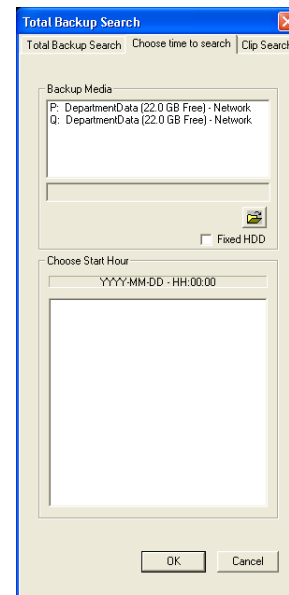 Total Backup Search
Total Backup Search Choose time to search Clip Search
Backup Media
P: DepartmentData (22.0 GB Free) - Network
Q: DepartmentData (22.0 GB Free) - Network
Fixed HDD
Choose Start Hour
YYYY-MM-DD - HH:00:00
OK Cancel